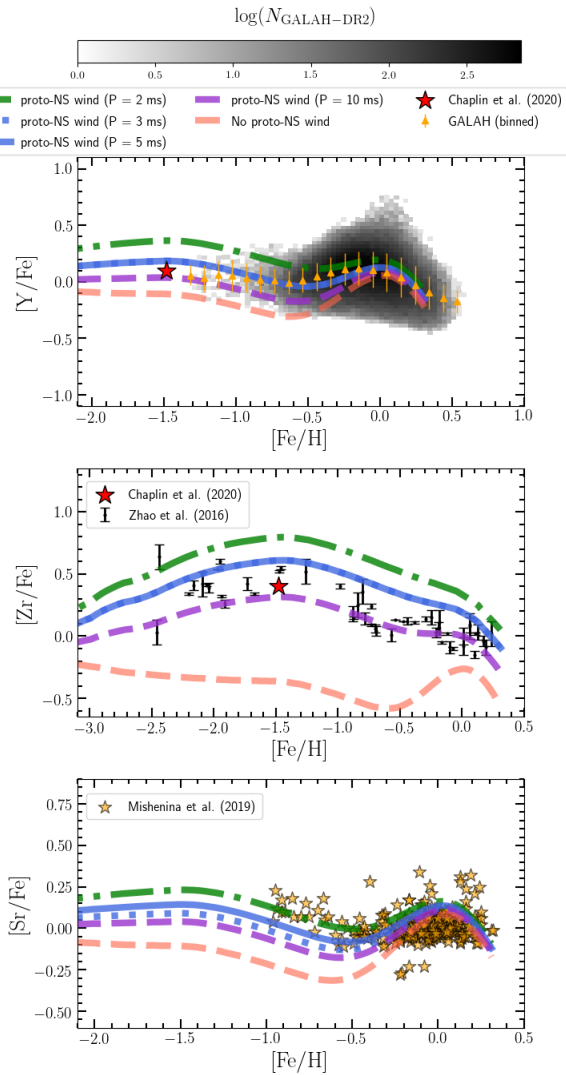 log(N_GALAH−DR2)
0.0 0.5 1.0 1.5 2.0 2.5
proto-NS wind (P = 2 ms) proto-NS wind (P = 10 ms) Chaplin et al. (2020)
proto-NS wind (P = 3 ms) No proto-NS wind GALAH (binned)
proto-NS wind (P = 5 ms)
1.0
0.5
0.0
−0.5
−1.0
[Y/Fe]
−2.0 −1.5 −1.0 −0.5 0.0 0.5 1.0
[Fe/H]
Chaplin et al. (2020)
Zhao et al. (2016)
1.0
0.5
0.0
−0.5
[Zr/Fe]
−3.0 −2.5 −2.0 −1.5 −1.0 −0.5 0.0 0.5
[Fe/H]
Mishenina et al. (2019)
0.75
0.50
0.25
0.00
−0.25
−0.50
[Sr/Fe]
−2.0 −1.5 −1.0 −0.5 0.0 0.5
[Fe/H]